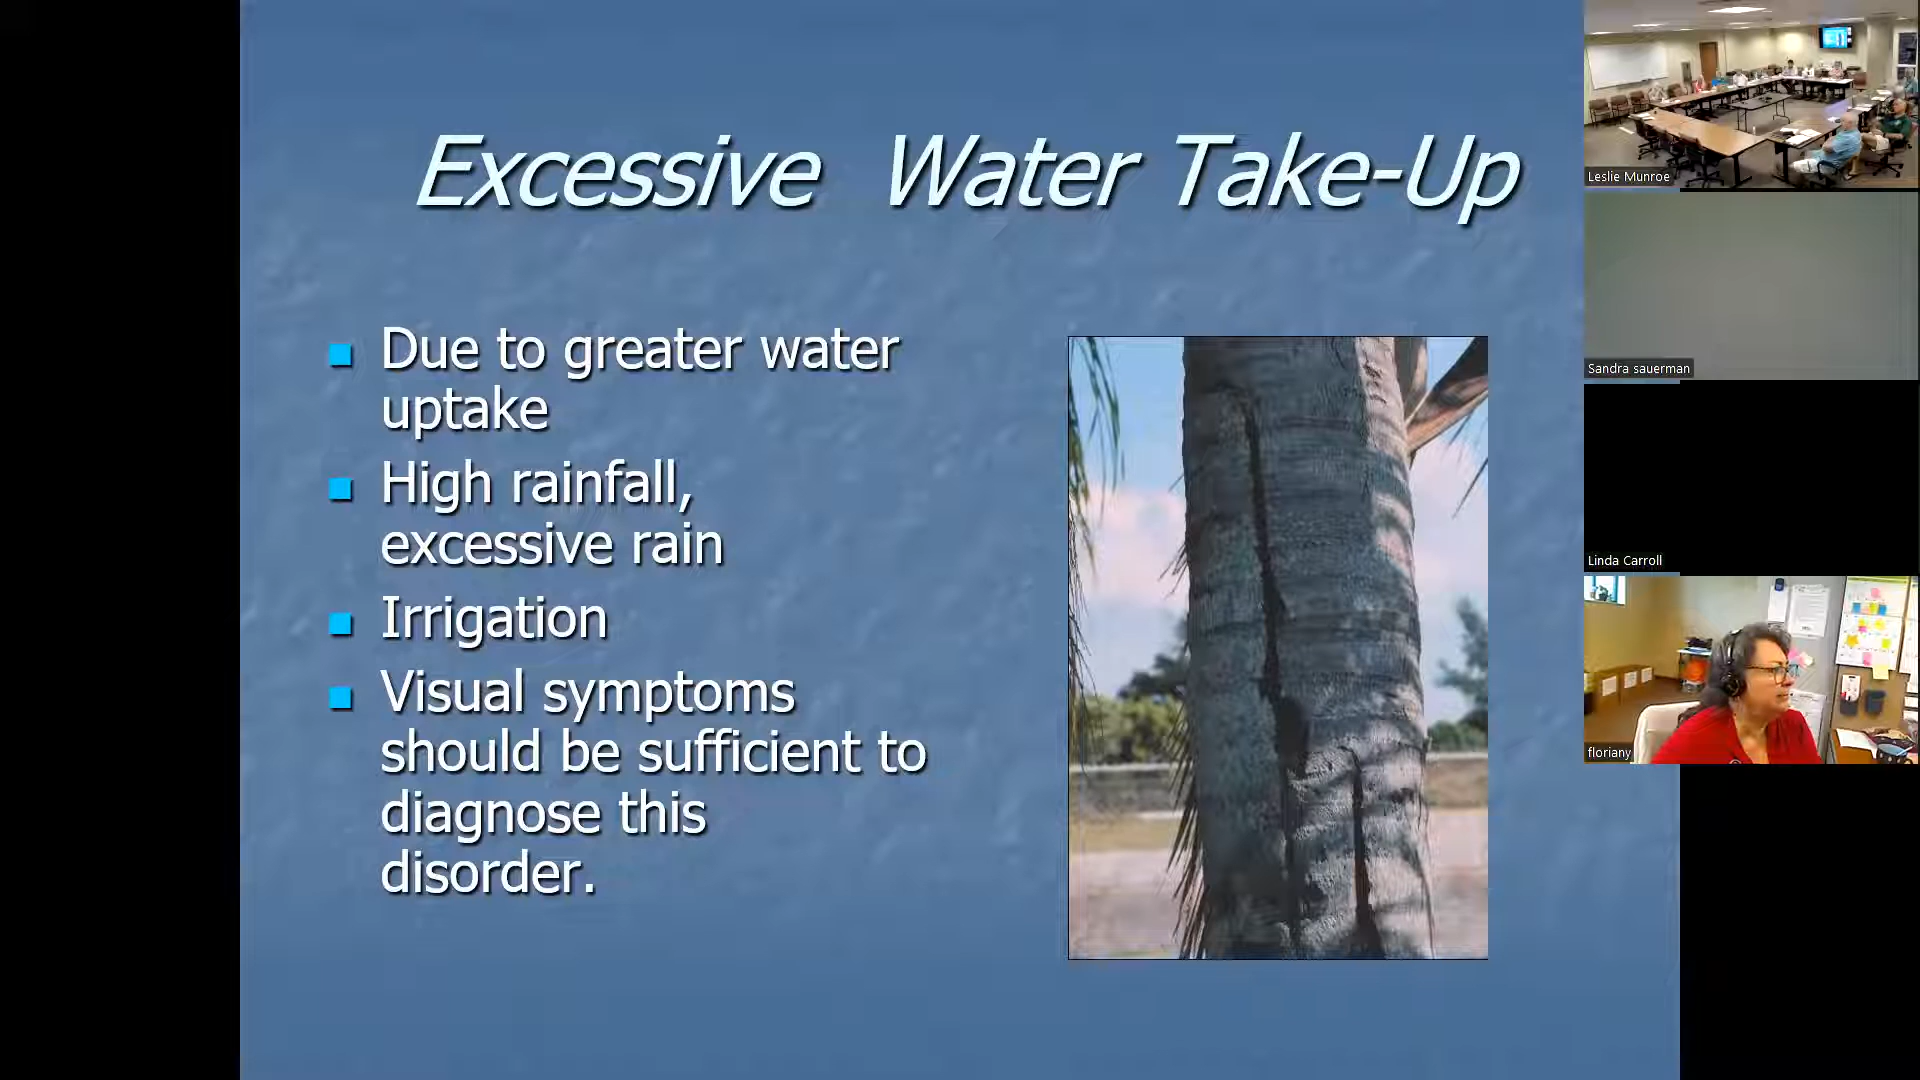 Excessive Water Take-Up
Due to greater water
uptake
High rainfall,
excessive rain
Irrigation
Visual symptoms
should be sufficient to
diagnose this
disorder.
Leslie Munroe
Sandra sauerman
Linda Carroll
floriany